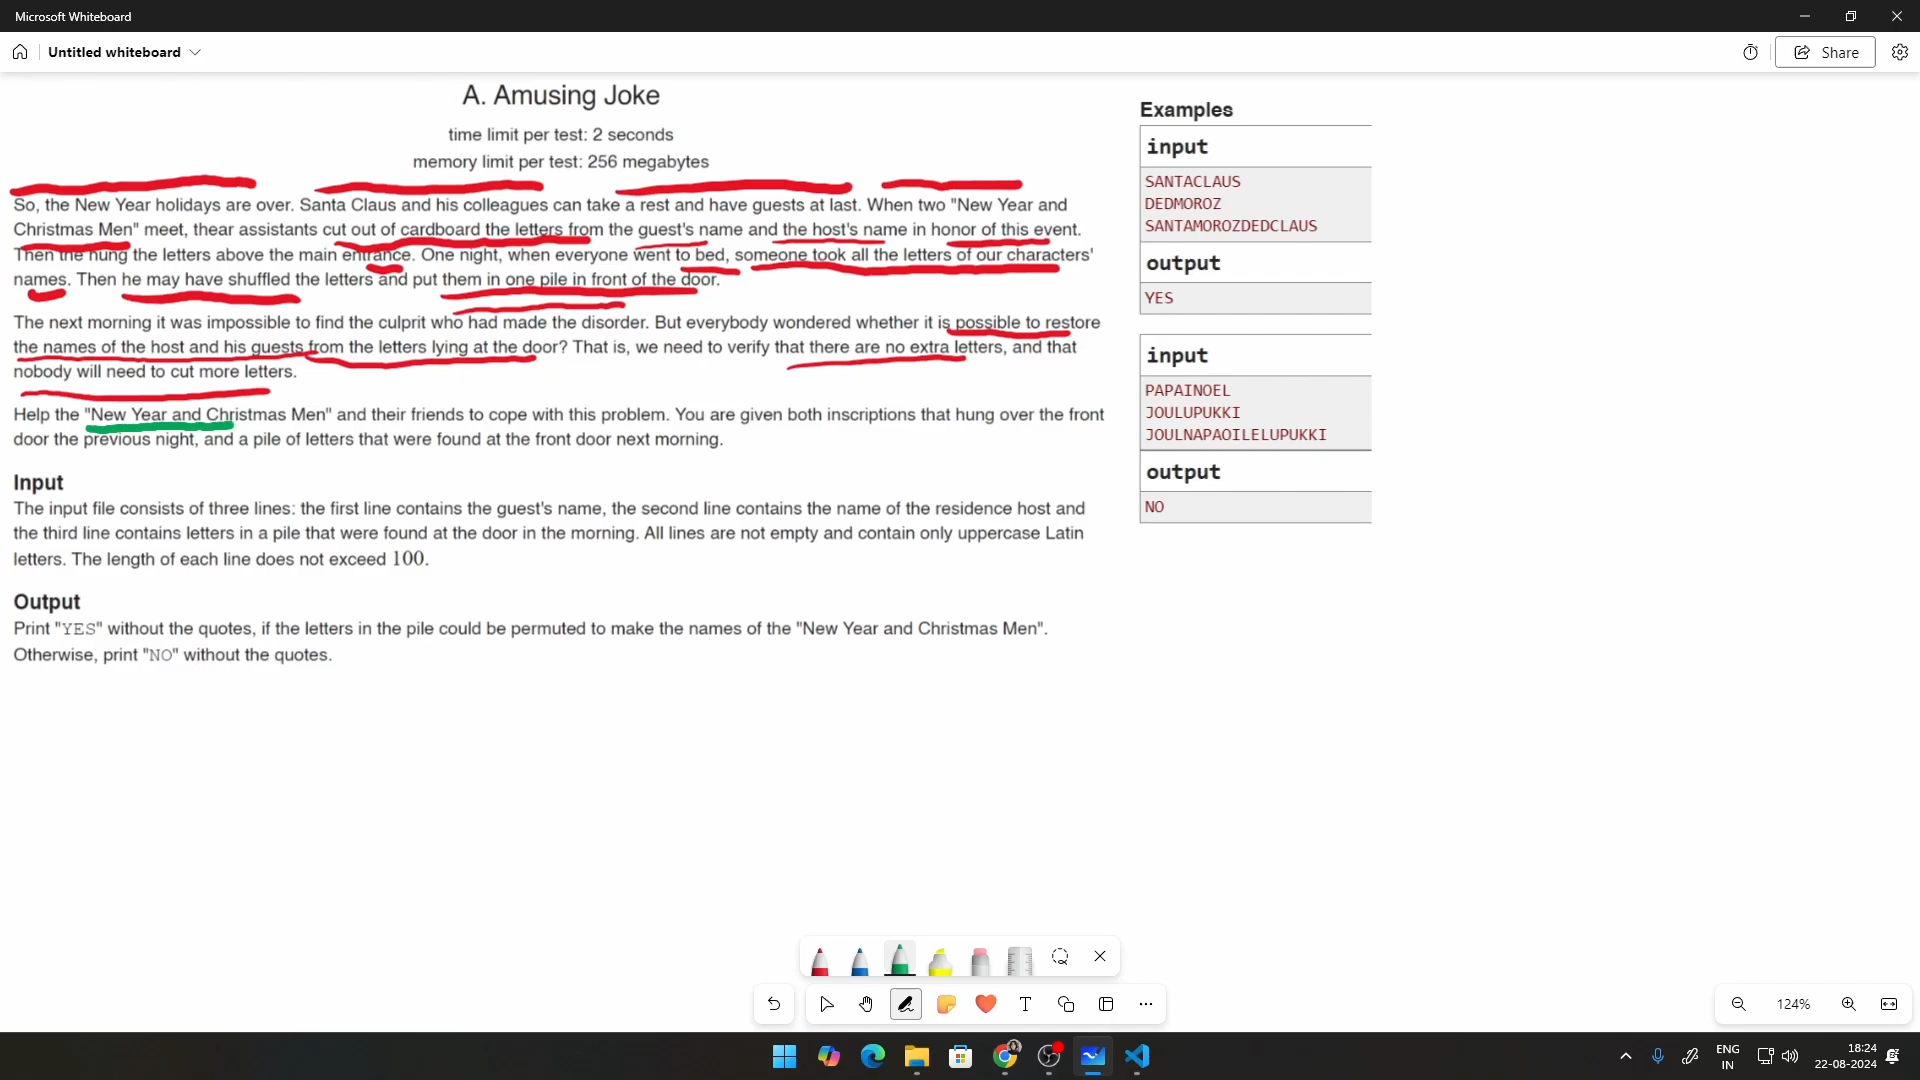 Microsoft Whiteboard
Untitled whiteboard
Share
A. Amusing Joke
time limit per test: 2 seconds
memory limit per test: 256 megabytes
So, the New Year holidays are over. Santa Claus and his colleagues can take a rest and have guests at last. When two "New Year and
Christmas Men" meet, thear assistants cut out of cardboard the letters from the guest's name and the host's name in honor of this event.
Then the hung the letters above the main entrance. One night, when everyone went to bed, someone took all the letters of our characters'
names. Then he may have shuffled the letters and put them in one pile in front of the door.
The next morning it was impossible to find the culprit who had made the disorder. But everybody wondered whether it is possible to restore
the names of the host and his guests from the letters lying at the door? That is, we need to verify that there are no extra letters, and that
nobody will need to cut more letters.
Help the "New Year and Christmas Men" and their friends to cope with this problem. You are given both inscriptions that hung over the front
door the previous night, and a pile of letters that were found at the front door next morning.
Input
The input file consists of three lines: the first line contains the guest's name, the second line contains the name of the residence host and
the third line contains letters in a pile that were found at the door in the morning. All lines are not empty and contain only uppercase Latin
letters. The length of each line does not exceed 100.
Output
Print "YES" without the quotes, if the letters in the pile could be permuted to make the names of the "New Year and Christmas Men".
Otherwise, print "NO" without the quotes.
Examples
input
SANTACLAUS
DEDMOROZ
SANTAMOROZDEDCLAUS
output
YES
input
PAPAINOEL
JOULUPUKKI
JOULNAPAOILELUPUKKI
output
NO
124%
ENG
IN
18:24
22-08-2024